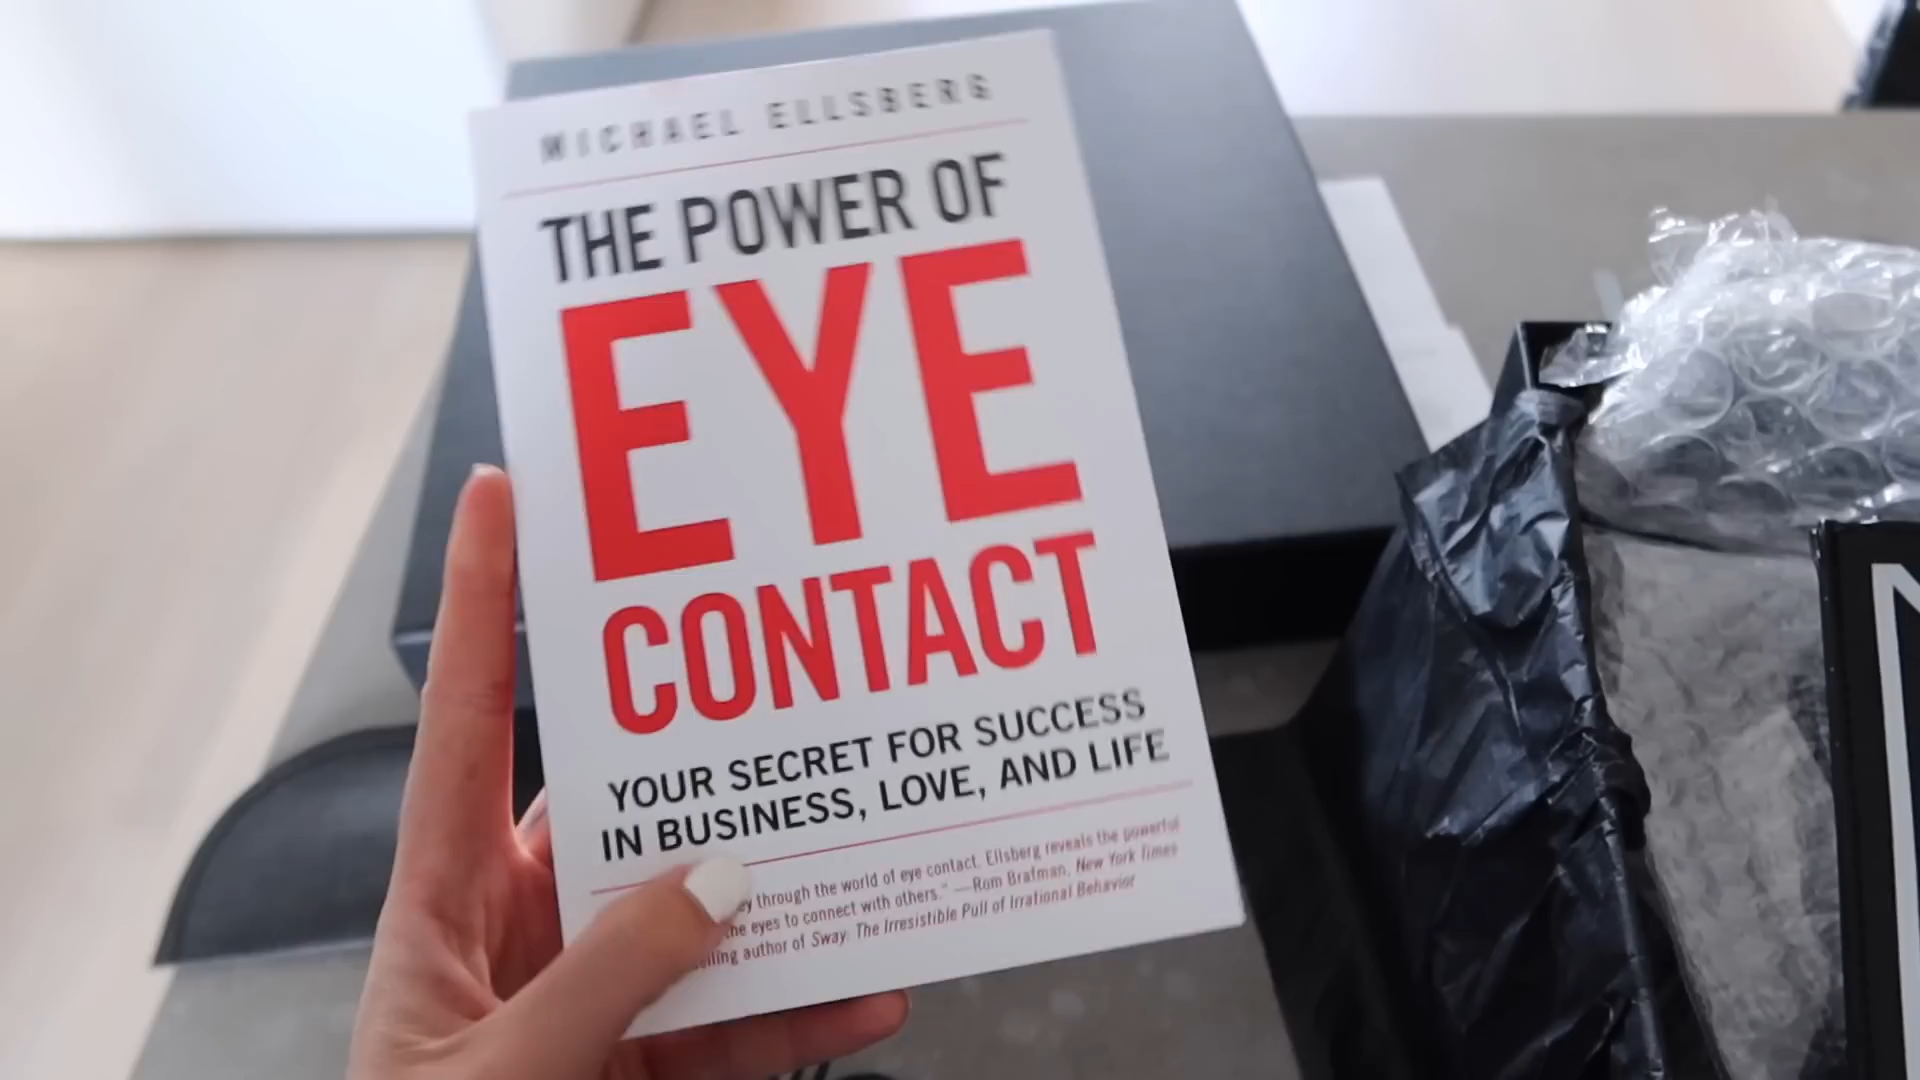 MICHAEL ELLSBERG
THE POWER OF
EYE
CONTACT
YOUR SECRET FOR SUCCESS
IN BUSINESS, LOVE, AND LIFE
through the world of eye contact. Ellsberg reveals the powerful
the eyes to connect with others." —Rom Brafman, New York Times
author of Sway: The Irresistible Pull of Irrational Behavior